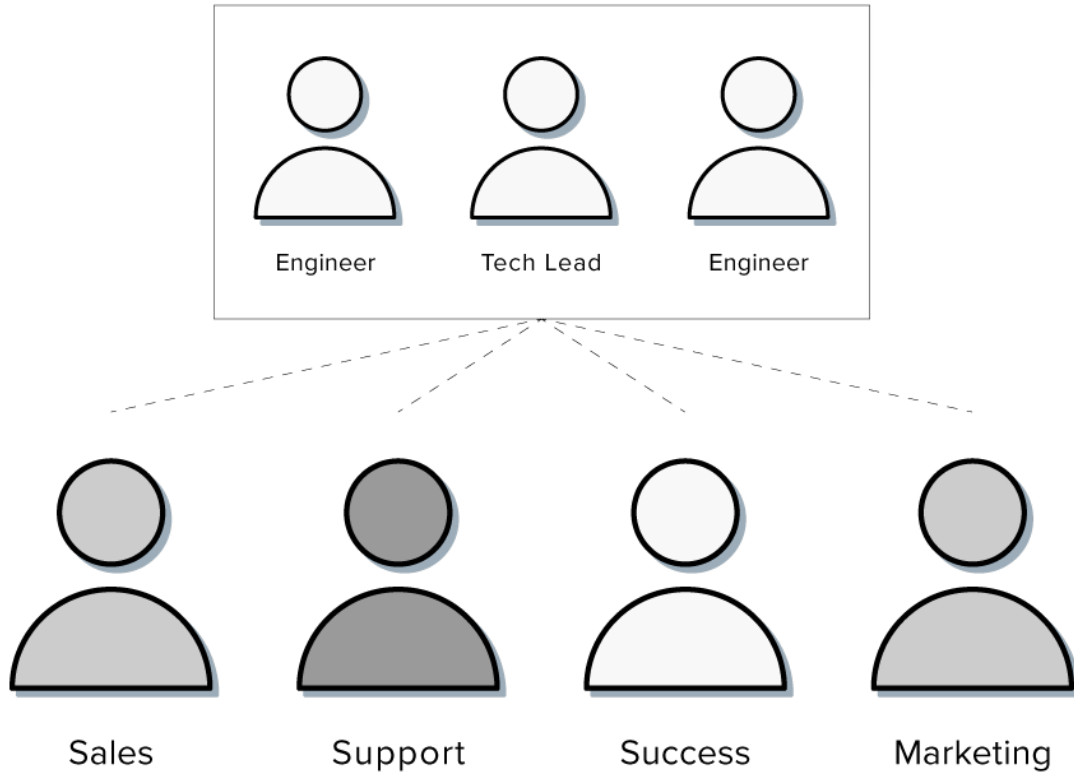 Engineer
Tech Lead
Engineer
Sales
Support
Success
Marketing